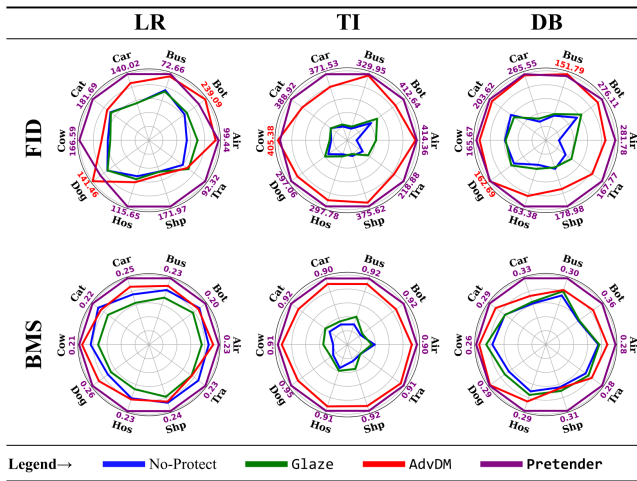 LR TI DB
FID
Car Bus Bot Air Tra Shp Hos Dog Cow Cat
140.02 72.66 239.09 99.44 92.32 171.97 115.65 141.46 166.59 181.69
Car Bus Bot Air Tra Shp Hos Dog Cow Cat
371.53 329.95 412.64 414.36 218.88 375.62 297.78 297.06 405.38 388.92
Car Bus Bot Air Tra Shp Hos Dog Cow Cat
265.55 151.79 276.11 281.78 167.77 178.98 163.38 162.69 165.67 203.62
BMS
Car Bus Bot Air Tra Shp Hos Dog Cow Cat
0.25 0.23 0.20 0.23 0.23 0.24 0.23 0.26 0.21 0.22
Car Bus Bot Air Tra Shp Hos Dog Cow Cat
0.90 0.92 0.92 0.90 0.91 0.92 0.91 0.95 0.91 0.92
Car Bus Bot Air Tra Shp Hos Dog Cow Cat
0.33 0.30 0.36 0.28 0.28 0.31 0.29 0.29 0.26 0.29
Legend→ No-Protect Glaze AdvDM Pretender